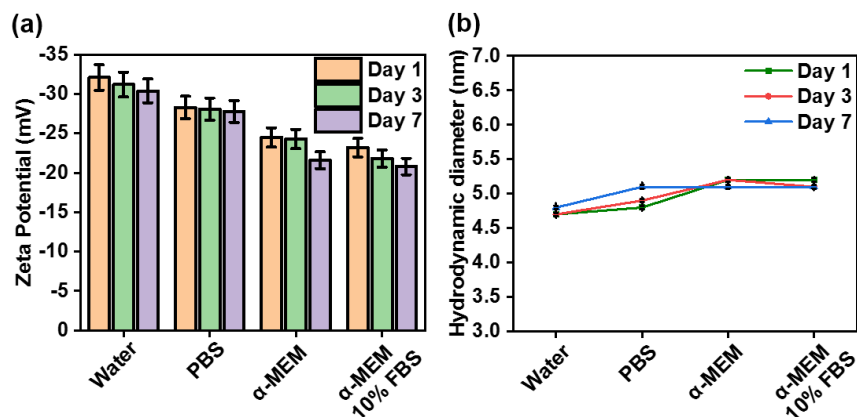 (a)
Zeta Potential (mV)
-35
-30
-25
-20
-15
-10
-5
0
Day 1
Day 3
Day 7
Water
PBS
α-MEM
α-MEM
10% FBS
(b)
Hydrodynamic diameter (nm)
7.0
6.5
6.0
5.5
5.0
4.5
4.0
3.5
3.0
Day 1
Day 3
Day 7
Water
PBS
α-MEM
α-MEM
10% FBS